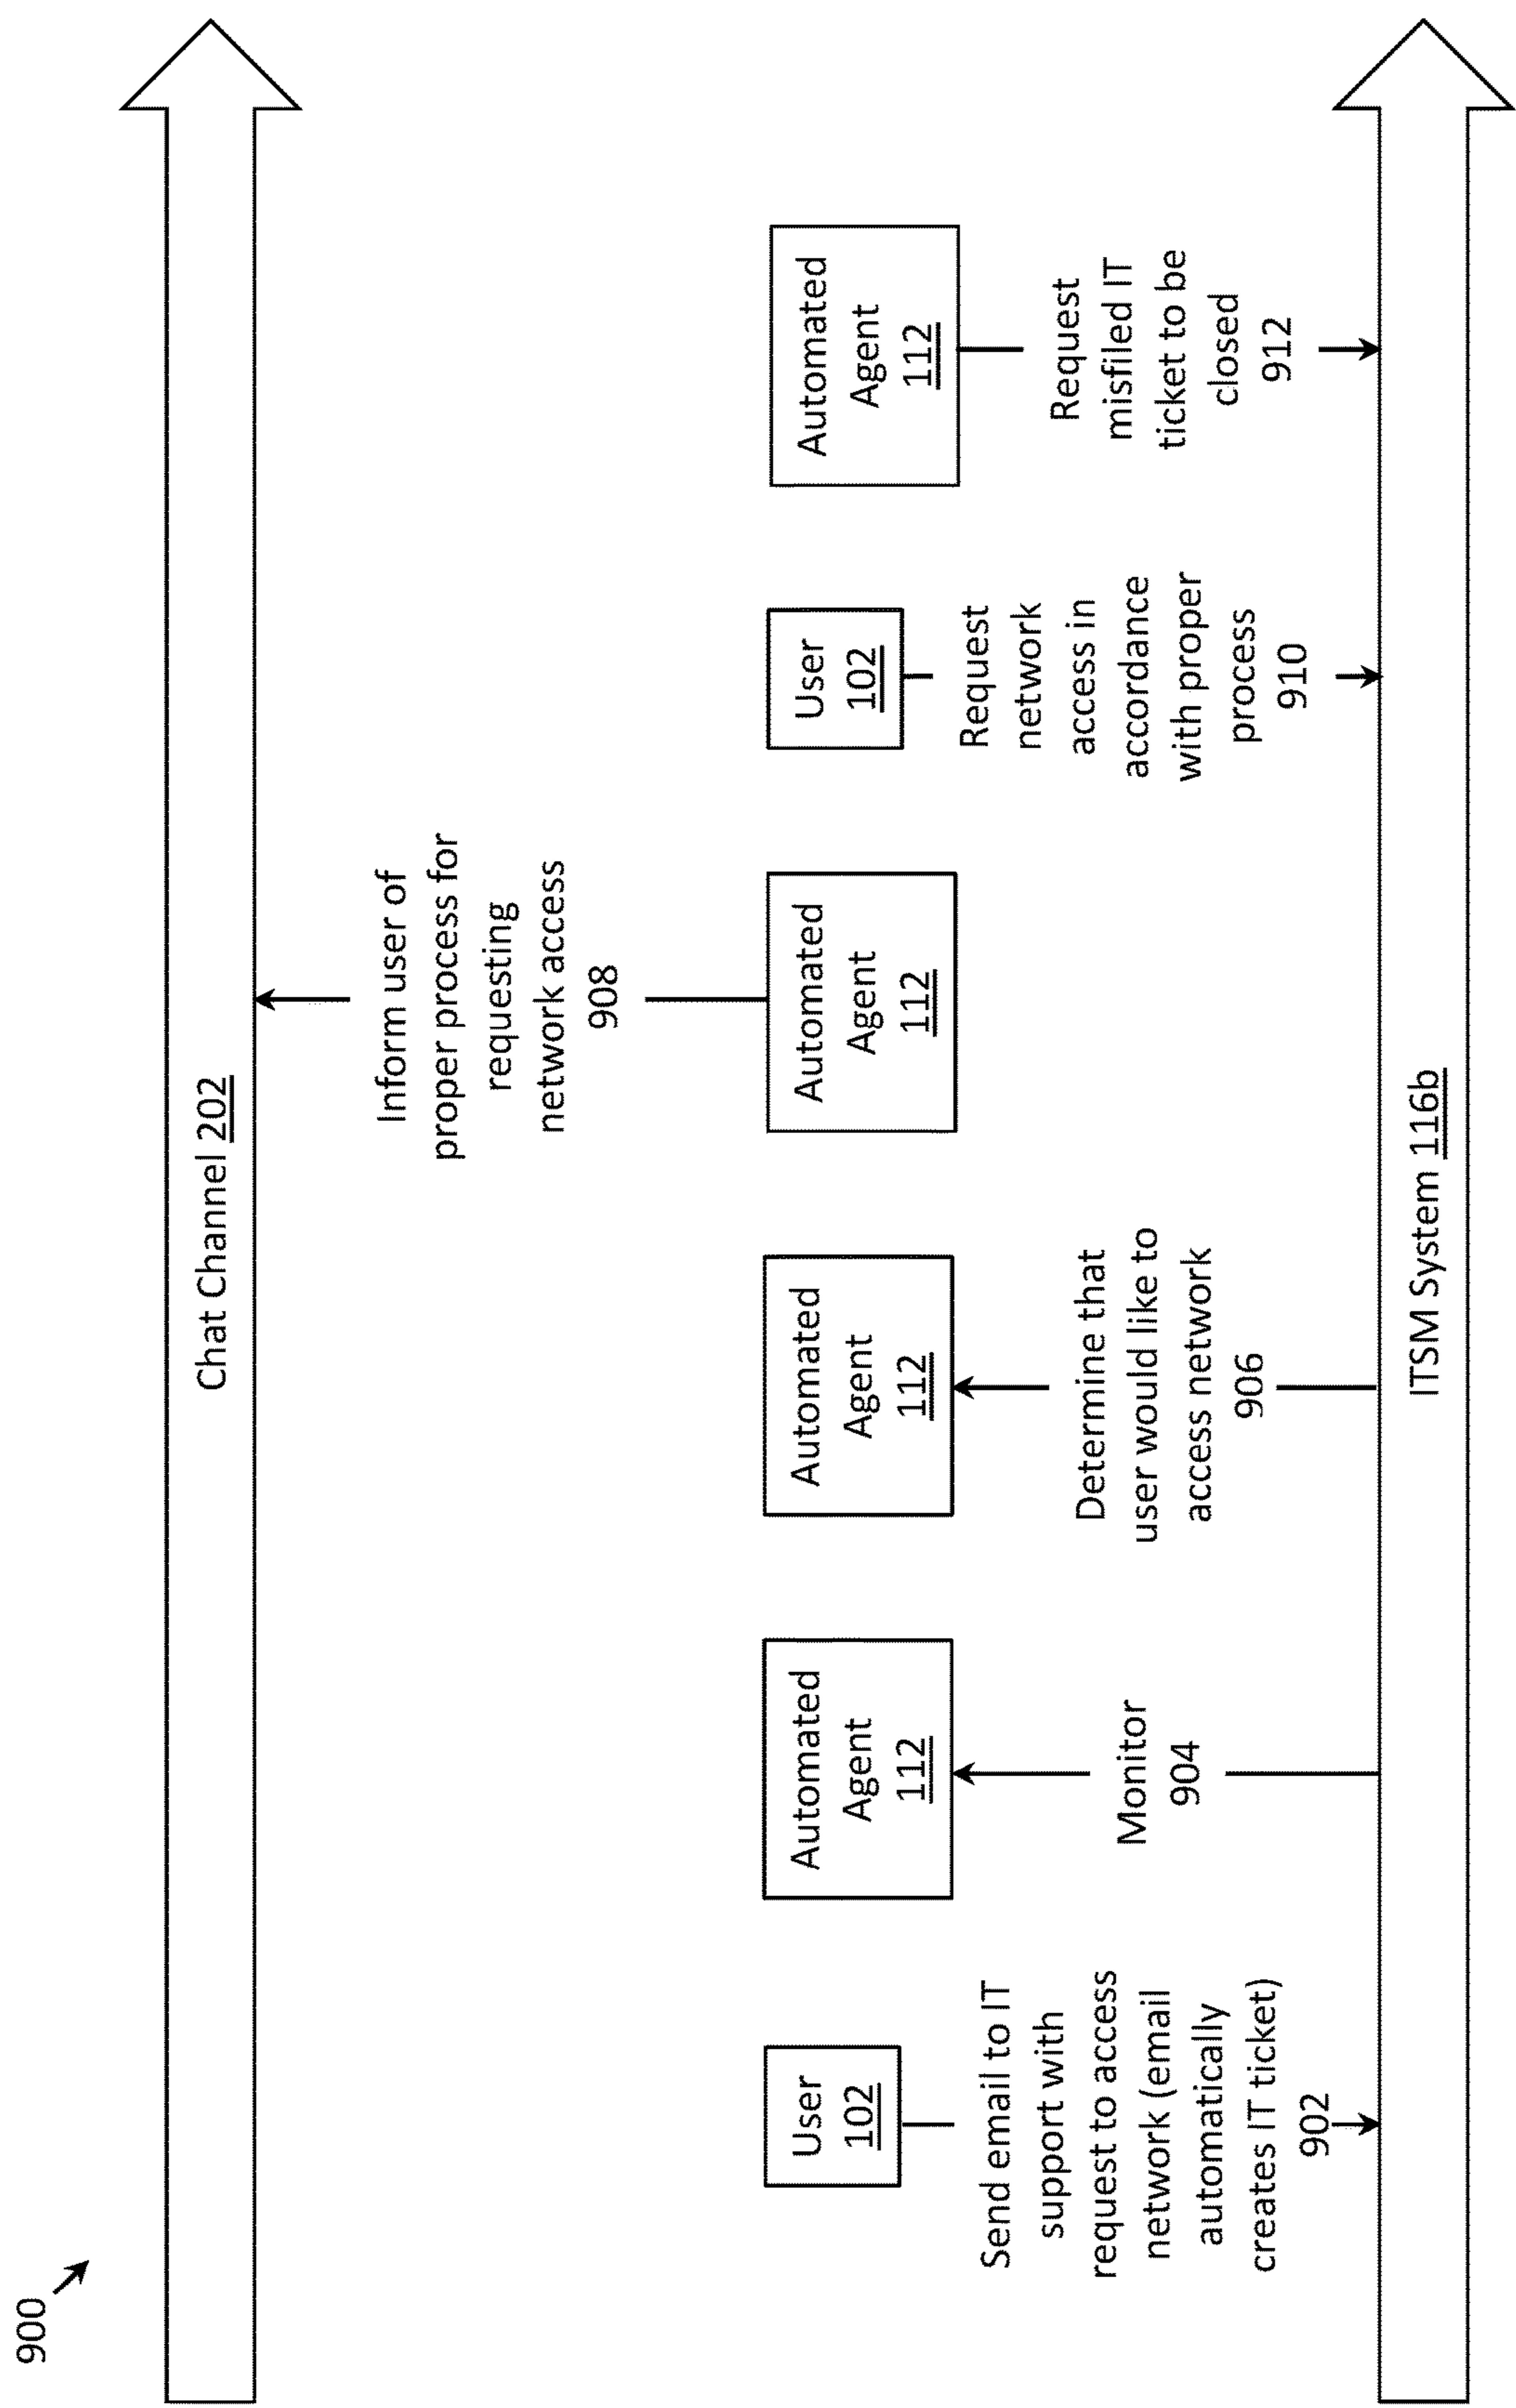 900
Chat Channel 202
Inform user of
proper process for
requesting
network access
908
User
102
Send email to IT
support with
request to access
network (email
automatically
creates IT ticket)
902
Automated
Agent
112
Monitor
904
Automated
Agent
112
Determine that
user would like to
access network
906
Automated
Agent
112
User
102
Request
network
access in
accordance
with proper
process
910
Automated
Agent
112
Request
misfiled IT
ticket to be
closed
912
ITSM System 116b